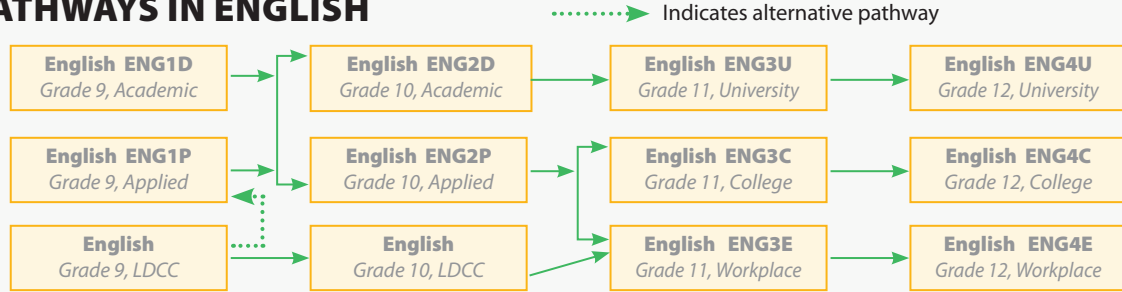 ATHWAYS IN ENGLISH
Indicates alternative pathway
English ENG1D
Grade 9, Academic
English ENG2D
Grade 10, Academic
English ENG3U
Grade 11, University
English ENG4U
Grade 12, University
English ENG1P
Grade 9, Applied
English ENG2P
Grade 10, Applied
English ENG3C
Grade 11, College
English ENG4C
Grade 12, College
English
Grade 9, LDCC
English
Grade 10, LDCC
English ENG3E
Grade 11, Workplace
English ENG4E
Grade 12, Workplace